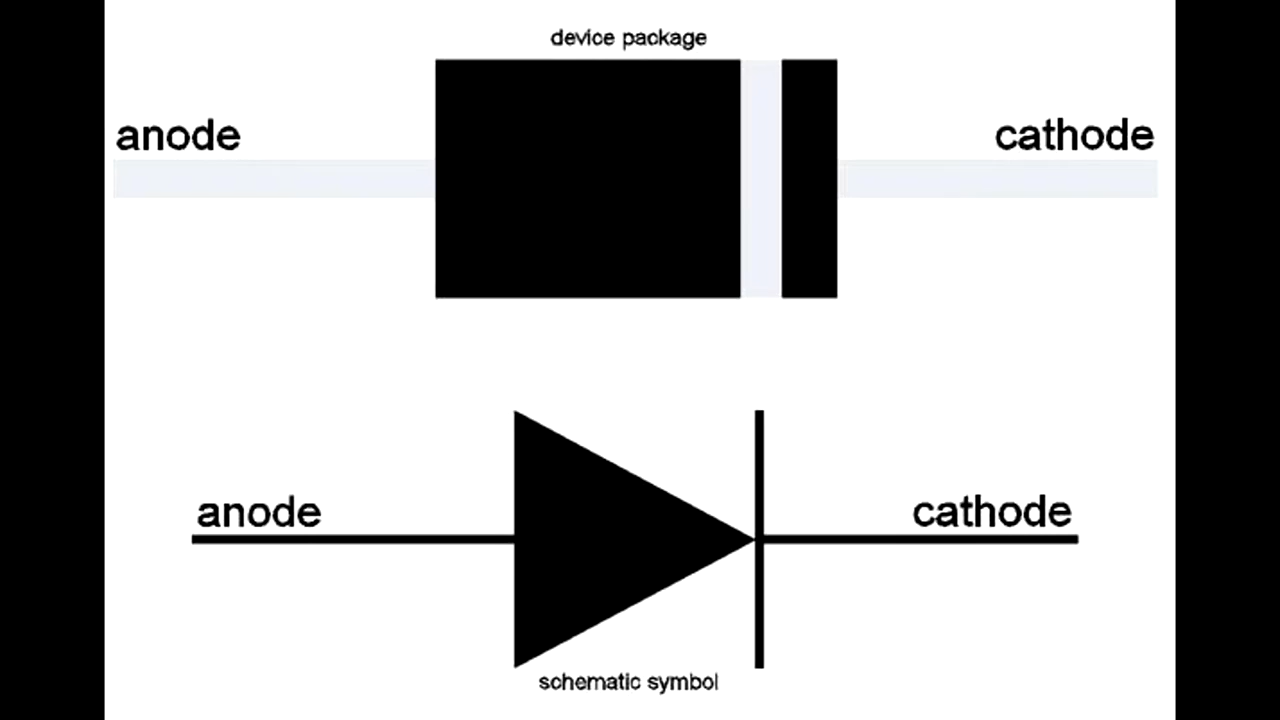 device package
anode
cathode
anode
cathode
schematic symbol